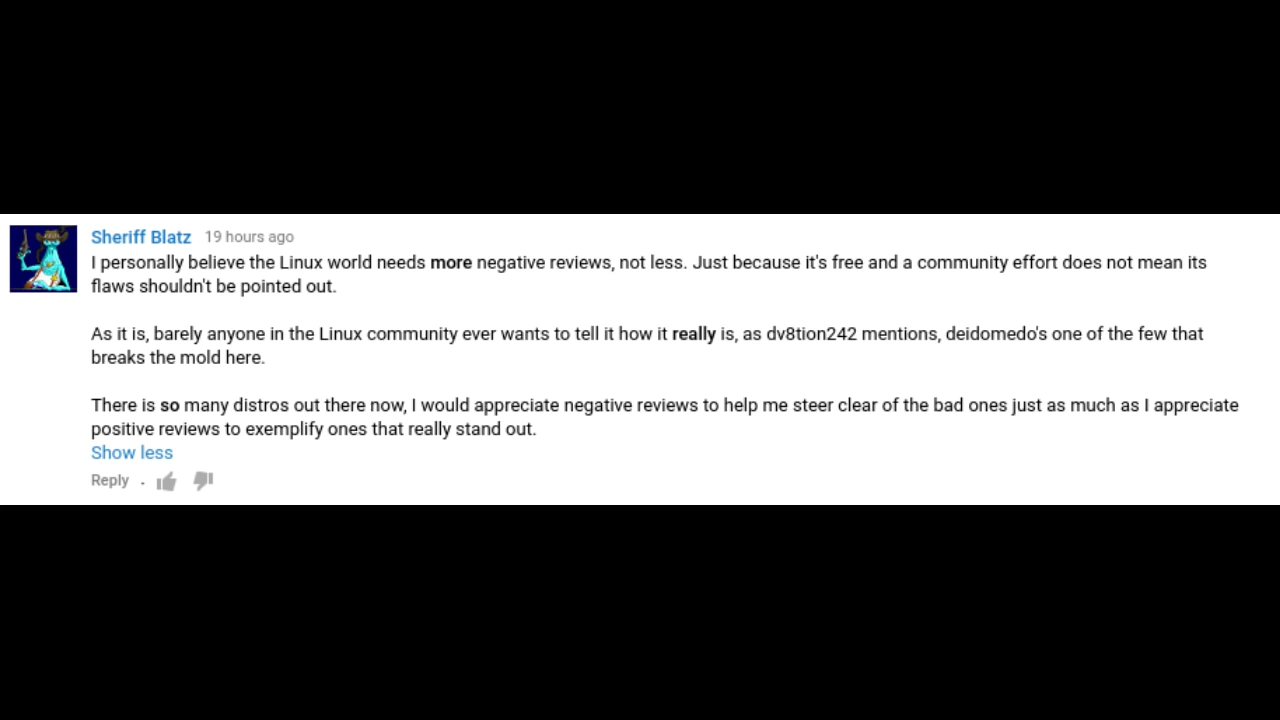 Sheriff Blatz 19 hours ago
I personally believe the Linux world needs more negative reviews, not less. Just because it's free and a community effort does not mean its
flaws shouldn't be pointed out.
As it is, barely anyone in the Linux community ever wants to tell it how it really is, as dv8tion242 mentions, deidomedo's one of the few that
breaks the mold here.
There is so many distros out there now, I would appreciate negative reviews to help me steer clear of the bad ones just as much as I appreciate
positive reviews to exemplify ones that really stand out.
Show less
Reply .